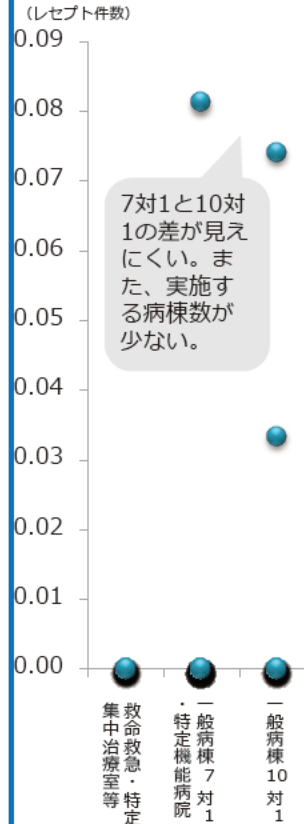 （レセプト件数）
0.09
0.08
0.07
0.06
0.05
0.04
0.03
0.02
0.01
0.00
7対1と10対
1の差が見え
にくい。ま
た、実施す
る病棟数が
少ない。
救命救急・特定
集中治療室等
一般病棟７対１
・特定機能病院
一般病棟10対１